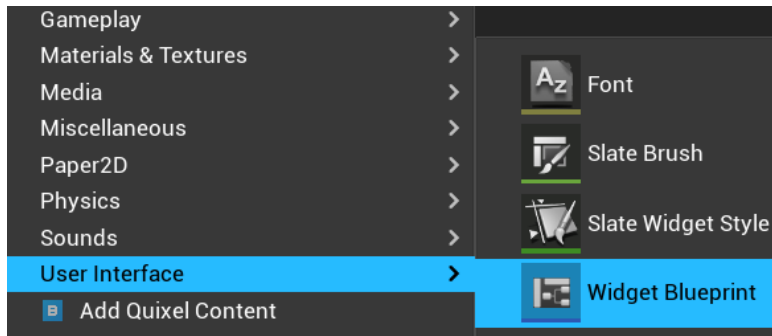 Gameplay
Materials & Textures
Media
Miscellaneous
Paper2D
Physics
Sounds
User Interface
Add Quixel Content
Font
Slate Brush
Slate Widget Style
Widget Blueprint